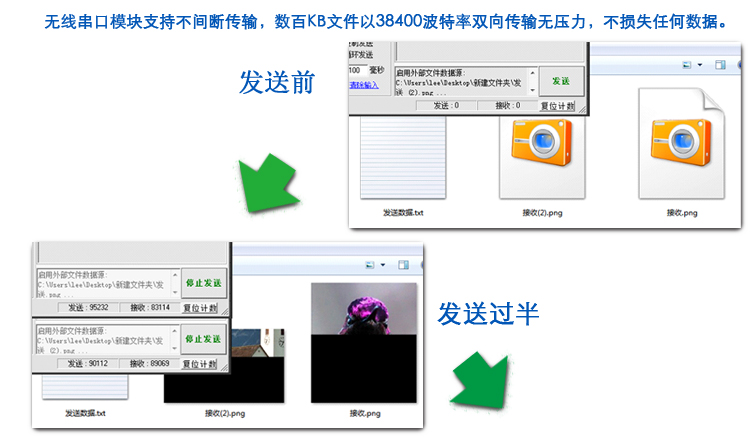 无线串口模块支持不间断传输，数百KB文件以38400波特率双向传输无压力，不损失任何数据。
发送前
循环发送
100 毫秒
清除输入
启用外部文件数据源:
C:\Users\lee\Desktop\新建文件夹\发
送 (2).png ...
发送
发送 : 0 接收 : 0 复位计数
发送数据.txt 接收(2).png 接收.png
启用外部文件数据源:
C:\Users\lee\Desktop\新建文件夹\发
送.png ...
停止发送
发送 : 95232 接收 : 83114 复位计数
启用外部文件数据源:
C:\Users\lee\Desktop\新建文件夹\发
送 (2).png ...
停止发送
发送 : 90112 接收 : 89069 复位计数
发送数据.txt 接收(2).png 接收.png
发送过半